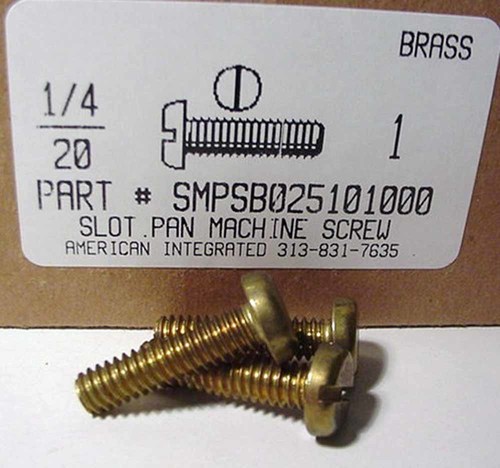 BRASS
1/4
20
1
PART # SMPSB025101000
SLOT.PAN MACHINE SCREW
AMERICAN INTEGRATED 313-831-7635